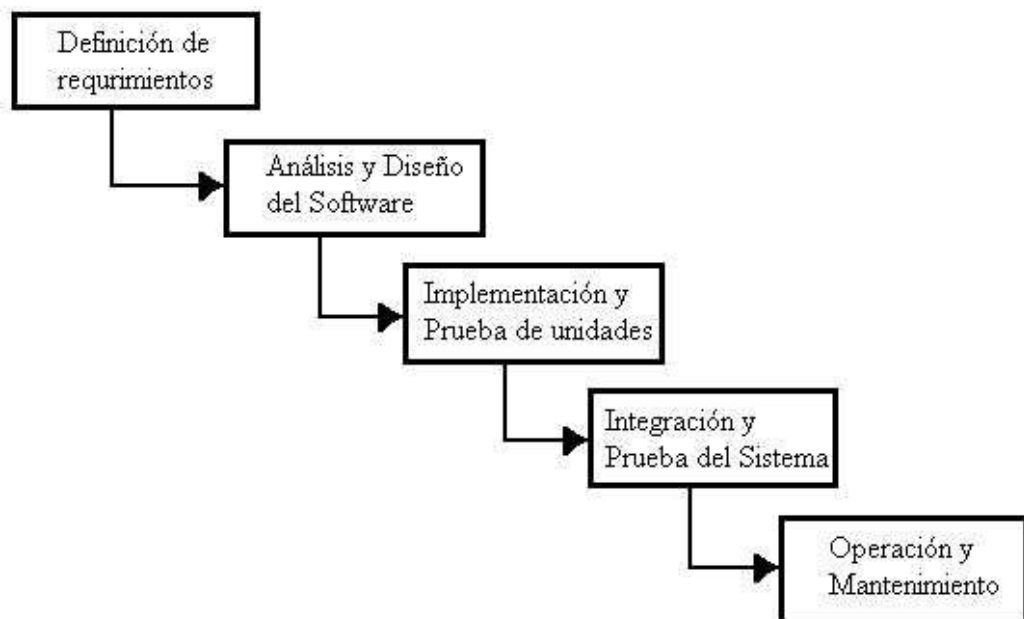 Definición de
requrimientos
Análisis y Diseño
del Software
Implementación y
Prueba de unidades
Integración y
Prueba del Sistema
Operación y
Mantenimiento